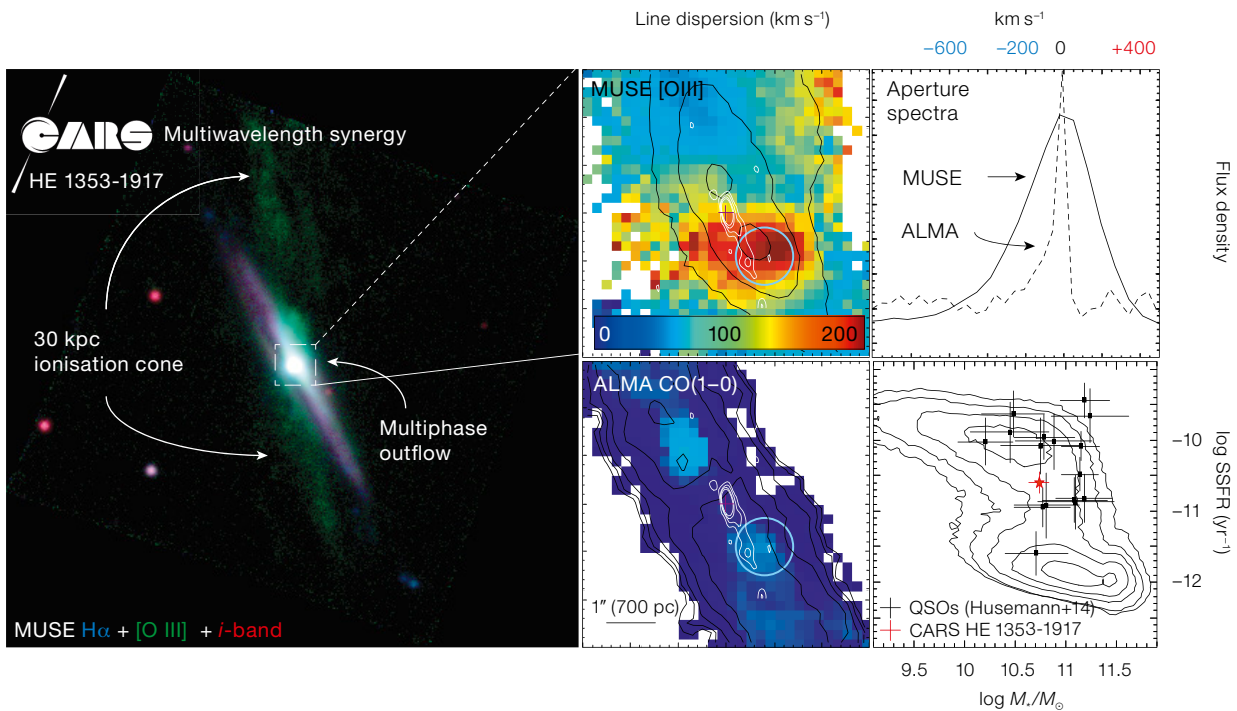 Line dispersion (km s⁻¹)
km s⁻¹
−600 −200 0 +400
CARS Multiwavelength synergy
HE 1353-1917
30 kpc
ionisation cone
Multiphase
outflow
MUSE Hα + [O III] + i-band
MUSE [OIII]
0 100 200
Aperture
spectra
MUSE
ALMA
Flux density
ALMA CO(1–0)
1″ (700 pc)
−10
−11
−12
log SSFR (yr⁻¹)
QSOs (Husemann+14)
CARS HE 1353-1917
9.5 10 10.5 11 11.5
log M*/M⊙